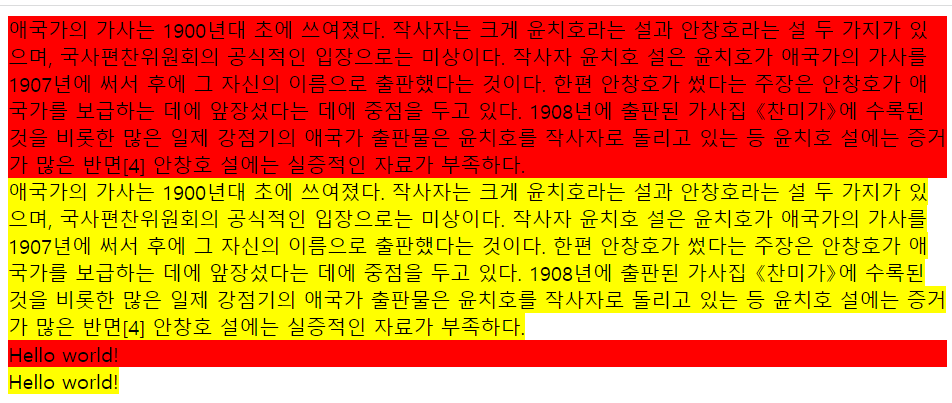 애국가의 가사는 1900년대 초에 쓰여졌다. 작사자는 크게 윤치호라는 설과 안창호라는 설 두 가지가 있
으며, 국사편찬위원회의 공식적인 입장으로는 미상이다. 작사자 윤치호 설은 윤치호가 애국가의 가사를
1907년에 써서 후에 그 자신의 이름으로 출판했다는 것이다. 한편 안창호가 썼다는 주장은 안창호가 애
국가를 보급하는 데에 앞장섰다는 데에 중점을 두고 있다. 1908년에 출판된 가사집 《찬미가》에 수록된
것을 비롯한 많은 일제 강점기의 애국가 출판물은 윤치호를 작사자로 돌리고 있는 등 윤치호 설에는 증거
가 많은 반면[4] 안창호 설에는 실증적인 자료가 부족하다.
애국가의 가사는 1900년대 초에 쓰여졌다. 작사자는 크게 윤치호라는 설과 안창호라는 설 두 가지가 있
으며, 국사편찬위원회의 공식적인 입장으로는 미상이다. 작사자 윤치호 설은 윤치호가 애국가의 가사를
1907년에 써서 후에 그 자신의 이름으로 출판했다는 것이다. 한편 안창호가 썼다는 주장은 안창호가 애
국가를 보급하는 데에 앞장섰다는 데에 중점을 두고 있다. 1908년에 출판된 가사집 《찬미가》에 수록된
것을 비롯한 많은 일제 강점기의 애국가 출판물은 윤치호를 작사자로 돌리고 있는 등 윤치호 설에는 증거
가 많은 반면[4] 안창호 설에는 실증적인 자료가 부족하다.
Hello world!
Hello world!